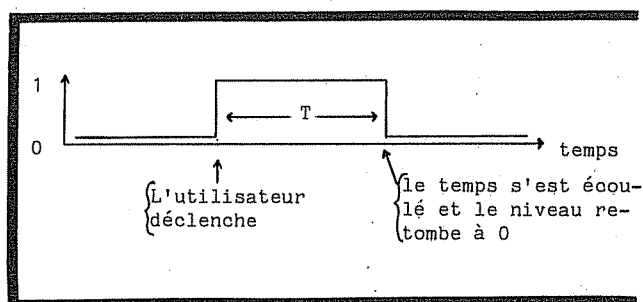 1
T
0
temps
L'utilisateur
déclenche
le temps s'est écou-
lé et le niveau re-
tombe à 0